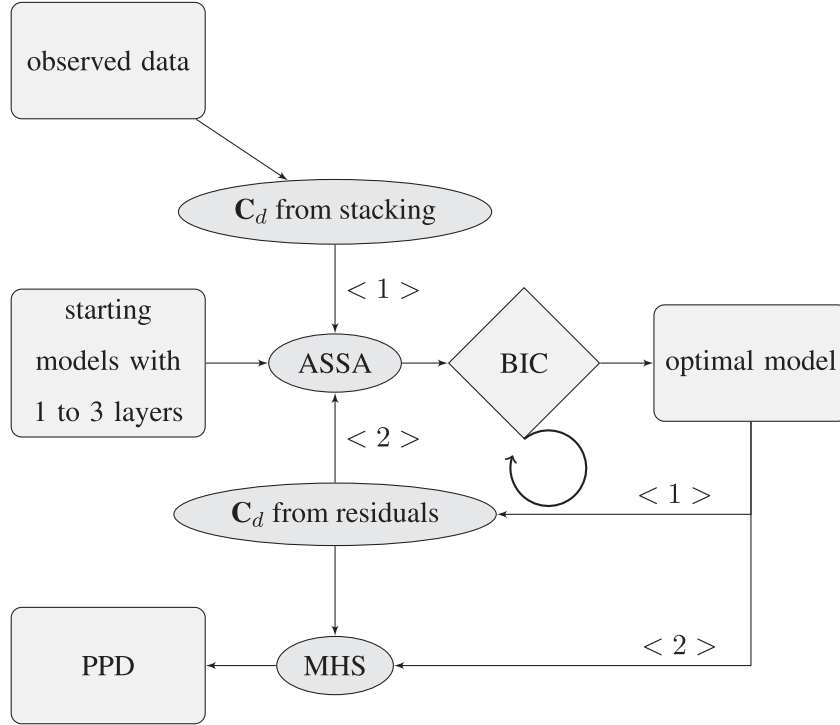 observed data
C_d from stacking
< 1 >
starting
models with
1 to 3 layers
ASSA
BIC
optimal model
< 2 >
C_d from residuals
< 1 >
PPD
MHS
< 2 >